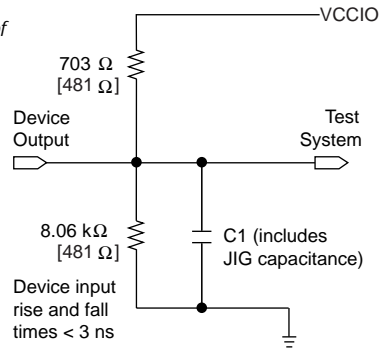 of
VCCIO
703 Ω
[481 Ω]
Device
Output
Test
System
8.06 kΩ
[481 Ω]
C1 (includes
JIG capacitance)
Device input
rise and fall
times < 3 ns